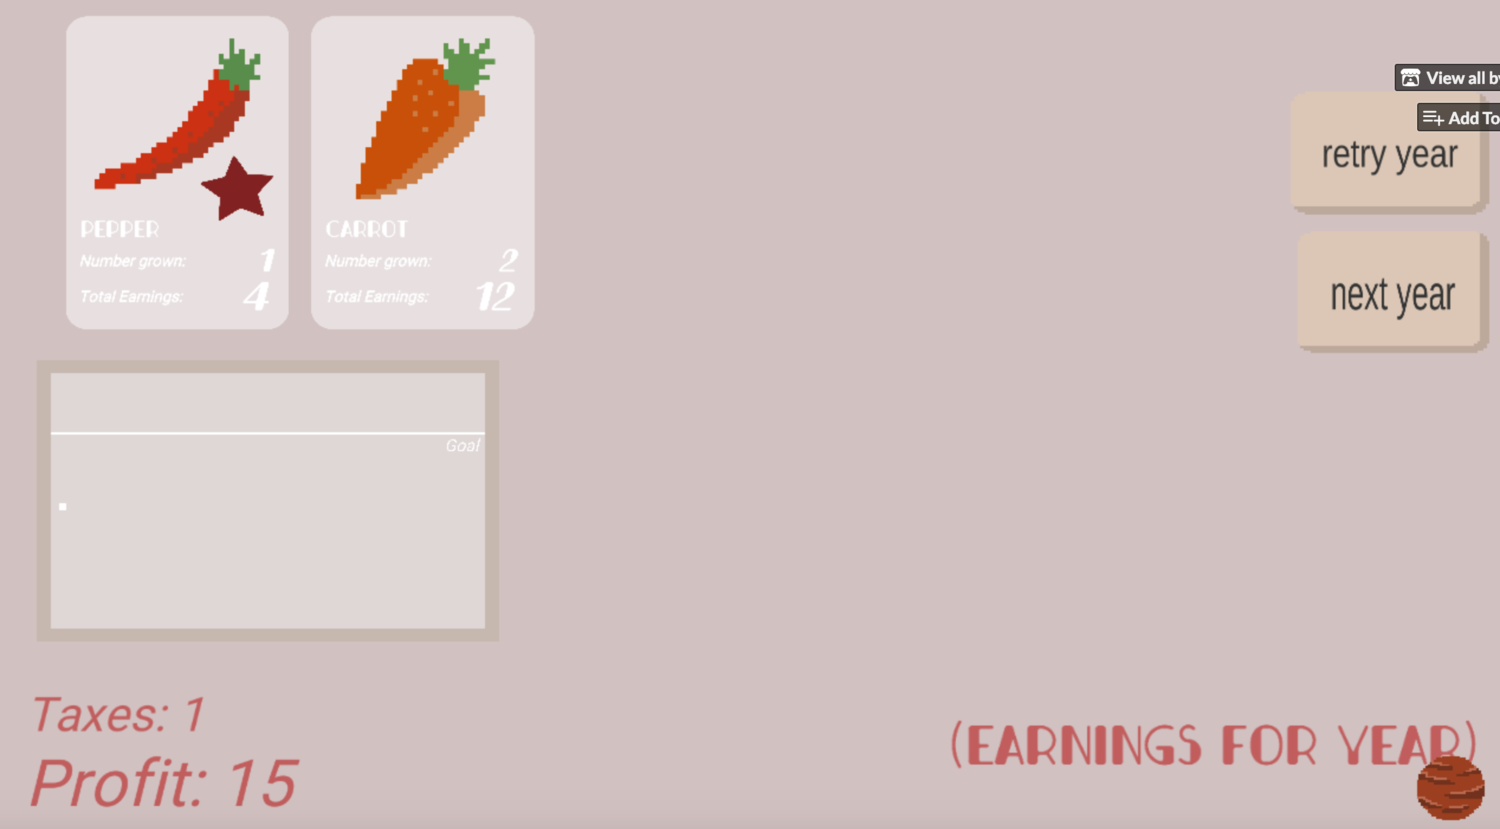 PEPPER
Number grown: 1
Total Earnings: 4
CARROT
Number grown: 2
Total Earnings: 12
View all by
Add To
retry year
next year
Goal
Taxes: 1
Profit: 15
(EARNINGS FOR YEAR)